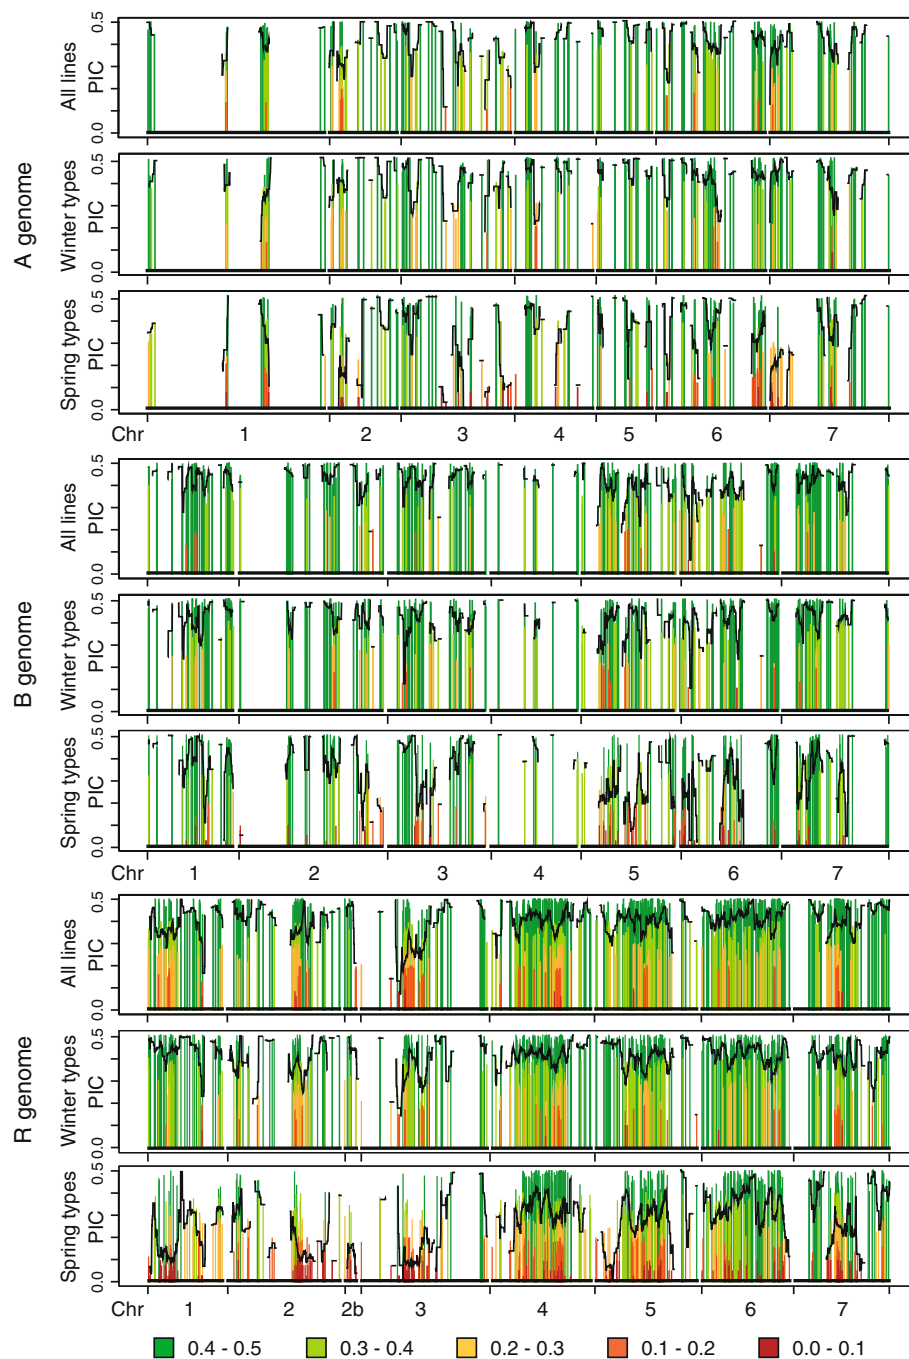 A genome
All lines
PIC
0.5
0.0
Winter types
PIC
0.5
0.0
Spring types
PIC
0.5
0.0
Chr 1 2 3 4 5 6 7
B genome
All lines
PIC
0.5
0.0
Winter types
PIC
0.5
0.0
Spring types
PIC
0.5
0.0
Chr 1 2 3 4 5 6 7
R genome
All lines
PIC
0.5
0.0
Winter types
PIC
0.5
0.0
Spring types
PIC
0.5
0.0
Chr 1 2 2b 3 4 5 6 7
0.4 - 0.5 0.3 - 0.4 0.2 - 0.3 0.1 - 0.2 0.0 - 0.1